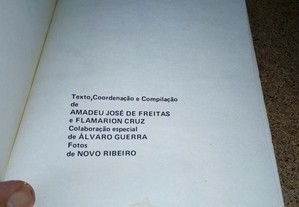 Texto,Coordenação e Compilação
de
AMADEU JOSÉ DE FREITAS
e FLAMARION CRUZ
Colaboração especial
de ÁLVARO GUERRA
Fotos
de NOVO RIBEIRO